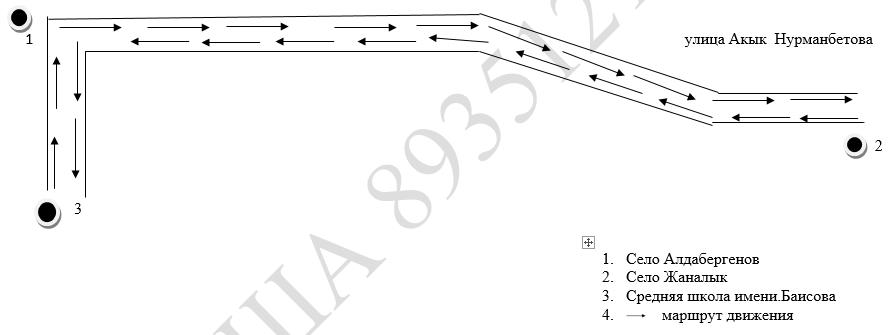 1
улица Акык Нурманбетова
2
3
1. Село Алдабергенов
2. Село Жаналык
3. Средняя школа имени.Баисова
4. маршрут движения